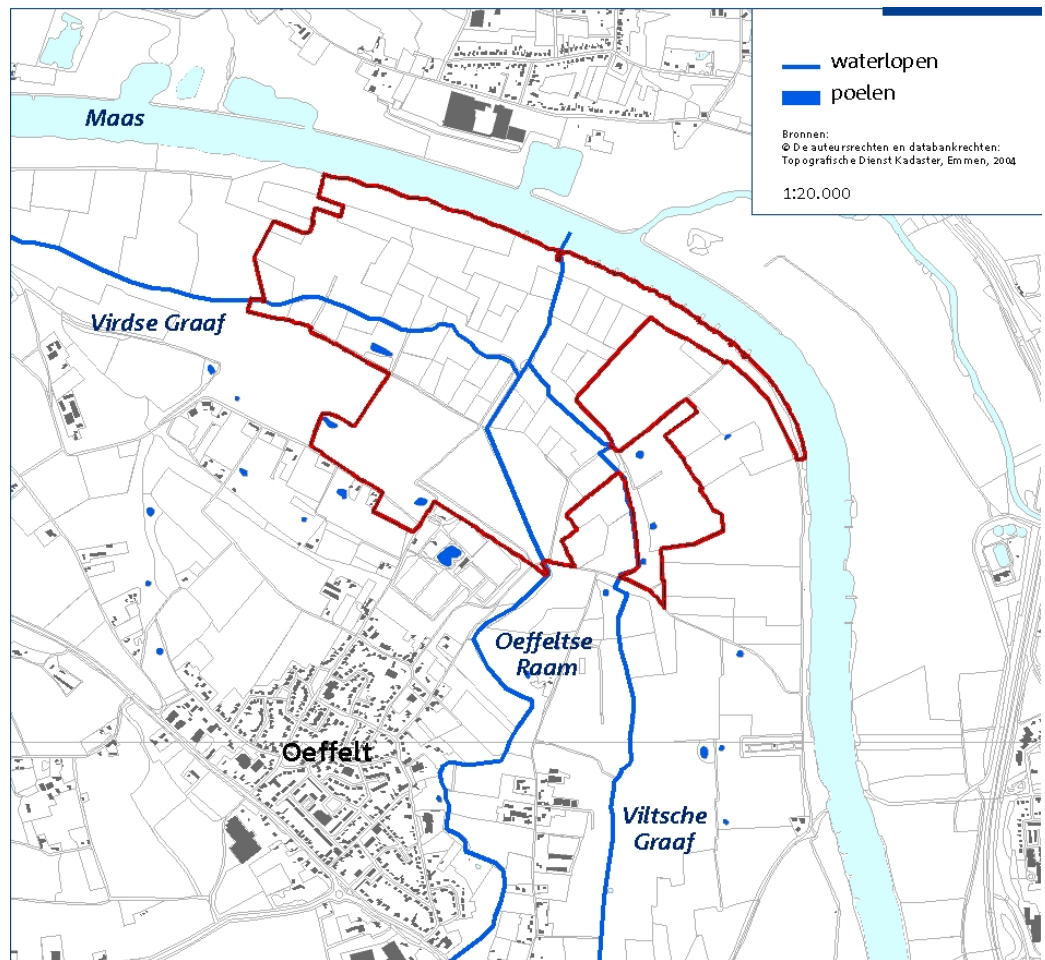 waterlopen
poelen
Bronnen:
© De auteursrechten en databankrechten:
Topografische Dienst Kadaster, Emmen, 2004
1:20.000
Maas
Virdse Graaf
Oeffeltse
Raam
Oeffelt
Viltsche
Graaf